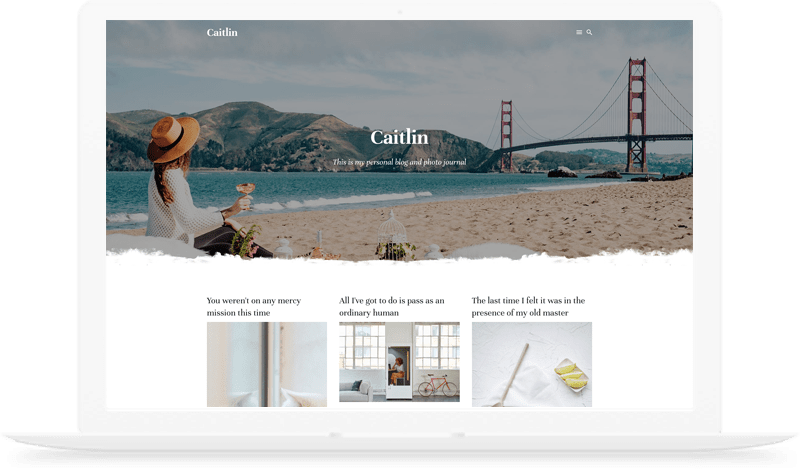 Caitlin
Caitlin
This is my personal blog and photo journal
You weren't on any mercy
mission this time
All I've got to do is pass as an
ordinary human
The last time I felt it was in the
presence of my old master